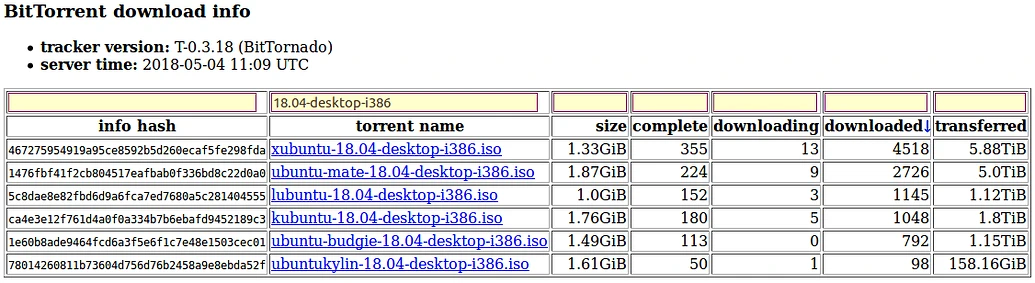 BitTorrent download info
• tracker version: T-0.3.18 (BitTornado)
• server time: 2018-05-04 11:09 UTC
18.04-desktop-i386
info hash torrent name size complete downloading downloaded↓ transferred
467275954919a95ce8592b5d260ecaf5fe298fda xubuntu-18.04-desktop-i386.iso 1.33GiB 355 13 4518 5.88TiB
1476fbf41f2cb804517eafbab0f336bd8c22d0a0 ubuntu-mate-18.04-desktop-i386.iso 1.87GiB 224 9 2726 5.0TiB
5c8dae8e82fbd6d9a6fca7ed7680a5c281404555 lubuntu-18.04-desktop-i386.iso 1.0GiB 152 3 1145 1.12TiB
ca4e3e12f761d4a0f0a334b7b6ebafd9452189c3 kubuntu-18.04-desktop-i386.iso 1.76GiB 180 5 1048 1.8TiB
1e60b8ade9464fcd6a3f5e6f1c7e48e1503cec01 ubuntu-budgie-18.04-desktop-i386.iso 1.49GiB 113 0 792 1.15TiB
78014260811b73604d756d76b2458a9e8ebda52f ubuntukylin-18.04-desktop-i386.iso 1.61GiB 50 1 98 158.16GiB